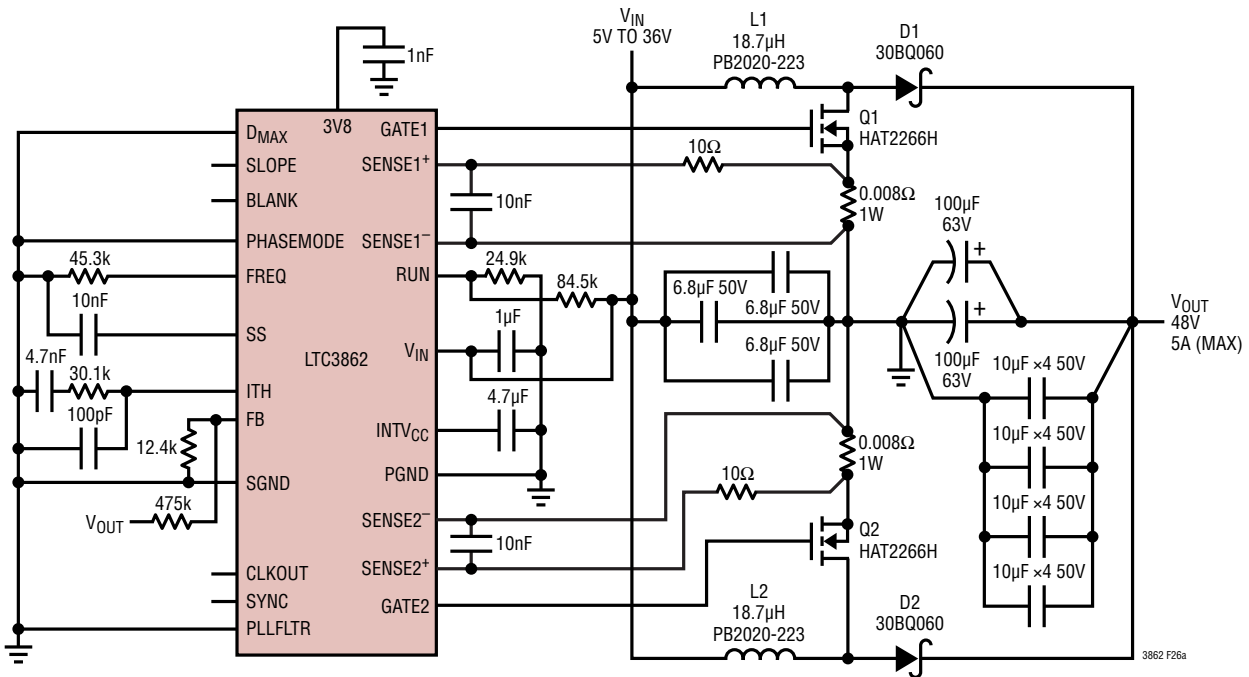 VIN
5V TO 36V
L1
18.7µH
PB2020-223
D1
30BQ060
1nF
3V8
DMAX
SLOPE
BLANK
PHASEMODE
FREQ
SS
ITH
FB
SGND
CLKOUT
SYNC
PLLFLTR
LTC3862
GATE1
SENSE1+
SENSE1–
RUN
VIN
INTVCC
PGND
SENSE2–
SENSE2+
GATE2
45.3k
10nF
4.7nF
30.1k
100pF
12.4k
475k
VOUT
10Ω
10nF
Q1
HAT2266H
0.008Ω
1W
24.9k
84.5k
1µF
4.7µF
6.8µF 50V
6.8µF 50V
6.8µF 50V
100µF
63V
+
+
100µF
63V
VOUT
48V
5A (MAX)
10µF ×4 50V
10µF ×4 50V
10µF ×4 50V
10µF ×4 50V
0.008Ω
1W
10Ω
10nF
Q2
HAT2266H
L2
18.7µH
PB2020-223
D2
30BQ060
3862 F26a